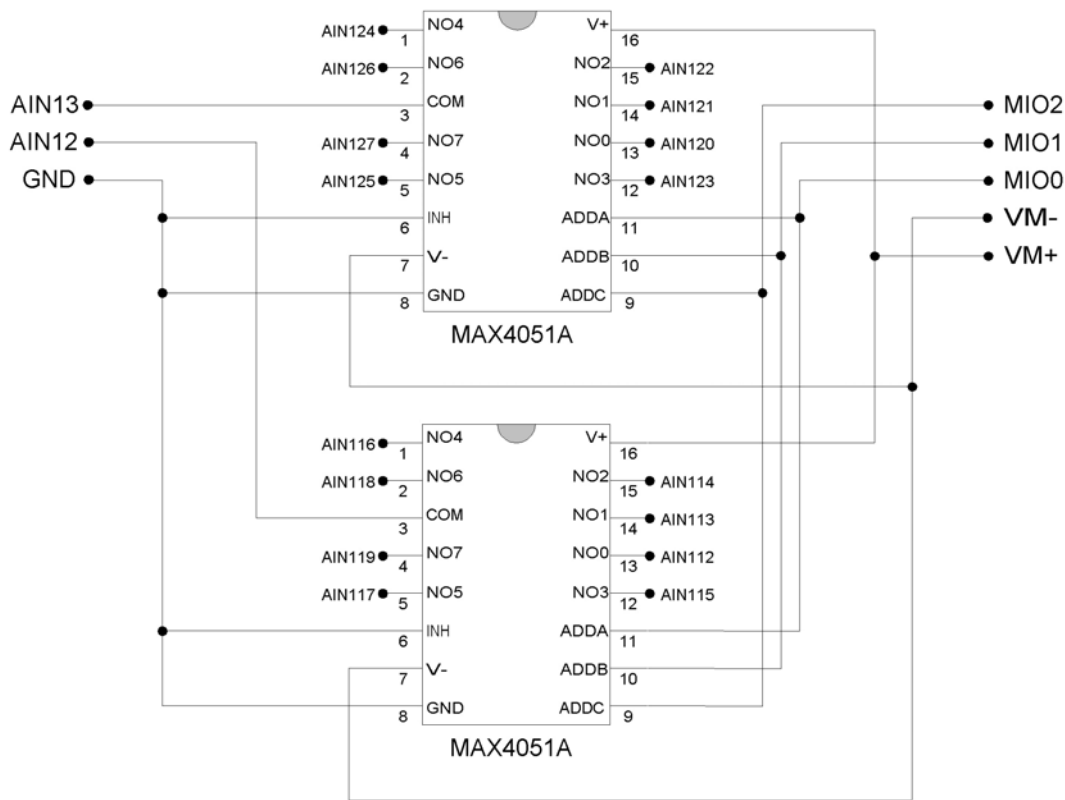 AIN124
1
NO4
V+
16
AIN126
2
NO6
NO2
15
AIN122
AIN13
3
COM
NO1
14
AIN121
MIO2
AIN12
AIN127
4
NO7
NO0
13
AIN120
MIO1
GND
AIN125
5
NO5
NO3
12
AIN123
MIO0
6
INH
ADDA
11
VM-
7
V-
ADDB
10
VM+
8
GND
ADDC
9
MAX4051A
AIN116
1
NO4
V+
16
AIN118
2
NO6
NO2
15
AIN114
3
COM
NO1
14
AIN113
AIN119
4
NO7
NO0
13
AIN112
AIN117
5
NO5
NO3
12
AIN115
6
INH
ADDA
11
7
V-
ADDB
10
8
GND
ADDC
9
MAX4051A